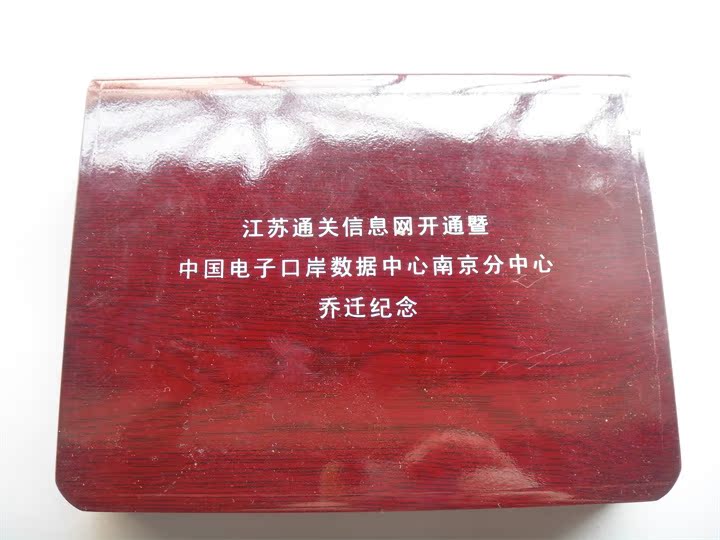 江苏通关信息网开通暨
中国电子口岸数据中心南京分中心
乔迁纪念